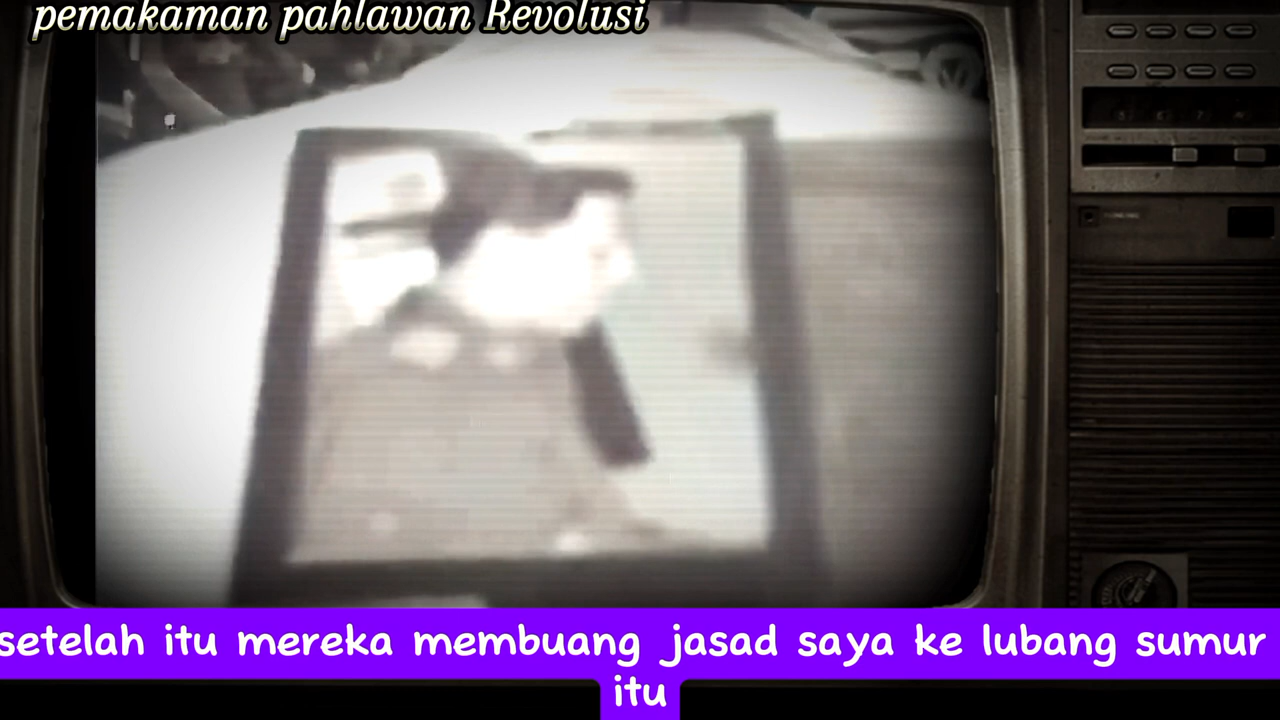 pemakaman pahlawan Revolusi
setelah itu mereka membuang jasad saya ke lubang sumur
itu